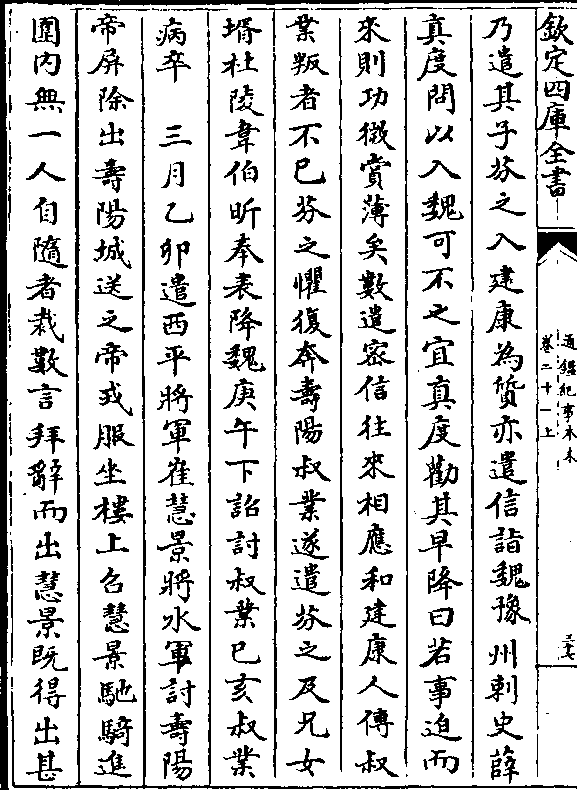 欽定四庫全書
通鑑紀事本末
卷二十一上
三七
乃遣其子芬之入建康為質亦遣信詣魏豫州刺史薛
真度問以入魏可不之宜真度勸其早降曰若事迫而
來則功微賞薄矣數遣密信往來相應和建康人傳叔
業叛者不已芬之懼復奔壽陽叔業遂遣芬之及兄女
壻杜陵韋伯昕奉表降魏庚午下詔討叔業己亥叔業
病卒　三月乙卯遣西平將軍崔慧景將水軍討壽陽
帝屏除出壽陽城送之帝戎服坐樓上召慧景馳騎進
圍内無一人自隨者裁數言拜辭而出慧景既得出甚